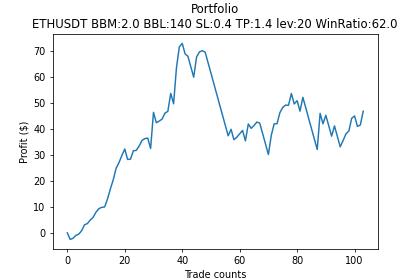 Portfolio
ETHUSDT BBM:2.0 BBL:140 SL:0.4 TP:1.4 lev:20 WinRatio:62.0
70
60
50
40
30
20
10
0
Profit ($)
0 20 40 60 80 100
Trade counts